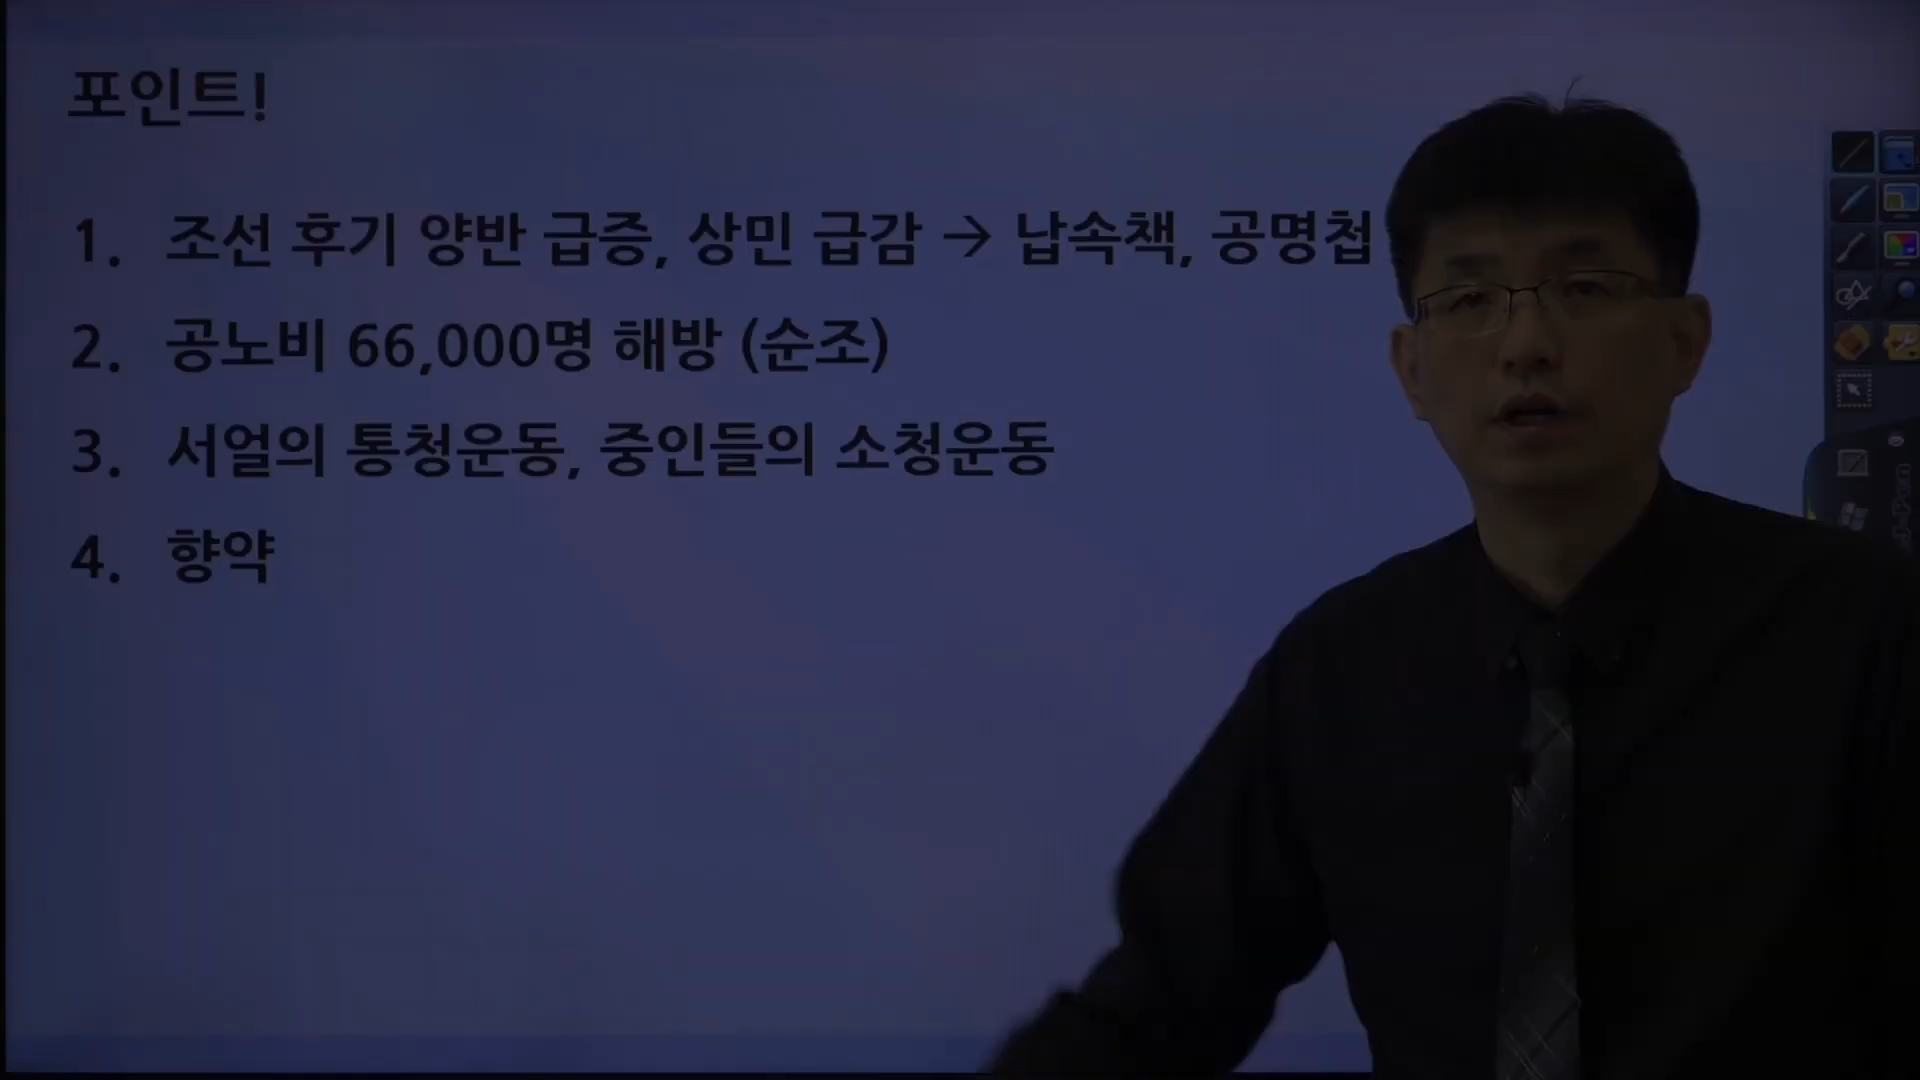 포인트!
1. 조선 후기 양반 급증, 상민 급감 → 납속책, 공명첩
2. 공노비 66,000명 해방 (순조)
3. 서얼의 통청운동, 중인들의 소청운동
4. 향약